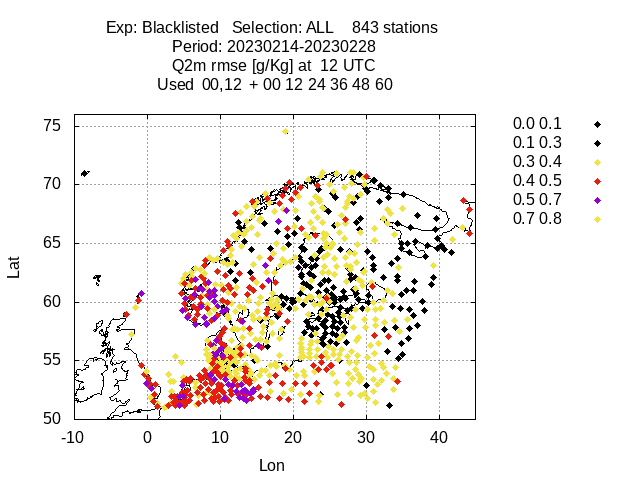 Exp: Blacklisted Selection: ALL 843 stations
Period: 20230214-20230228
Q2m rmse [g/Kg] at 12 UTC
Used 00,12 + 00 12 24 36 48 60
75
70
65
60
55
50
-10 0 10 20 30 40
Lat
Lon
0.0 0.1
0.1 0.3
0.3 0.4
0.4 0.5
0.5 0.7
0.7 0.8